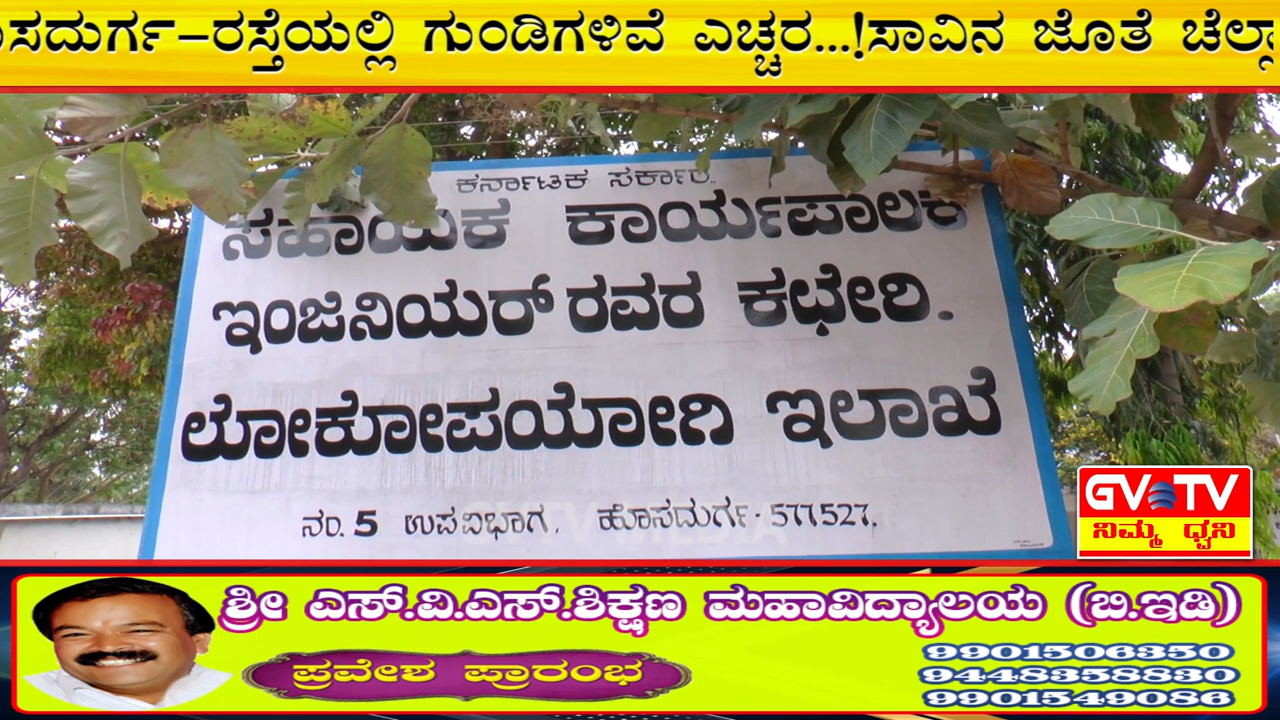 ಸದುರ್ಗ-ರಸ್ತೆಯಲ್ಲಿ ಗುಂಡಿಗಳಿವೆ ಎಚ್ಚರ...!ಸಾವಿನ ಜೊತೆ ಚೆಲ್ಲಾ
ಕರ್ನಾಟಕ ಸರ್ಕಾರ.
ಸಹಾಯಕ ಕಾರ್ಯಪಾಲಕ
ಇಂಜಿನಿಯರ್ ರವರ ಕಛೇರಿ.
ಲೋಕೋಪಯೋಗಿ ಇಲಾಖೆ
ನಂ. 5 ಉಪವಿಭಾಗ, ಹೊಸದುರ್ಗ-577527.
GV TV
ನಿಮ್ಮ ಧ್ವನಿ
ಶ್ರೀ ಎಸ್.ವಿ.ಎಸ್.ಶಿಕ್ಷಣ ಮಹಾವಿದ್ಯಾಲಯ (ಬಿ.ಇಡಿ)
ಪ್ರವೇಶ ಪ್ರಾರಂಭ
9901506350
9448358830
9901549086